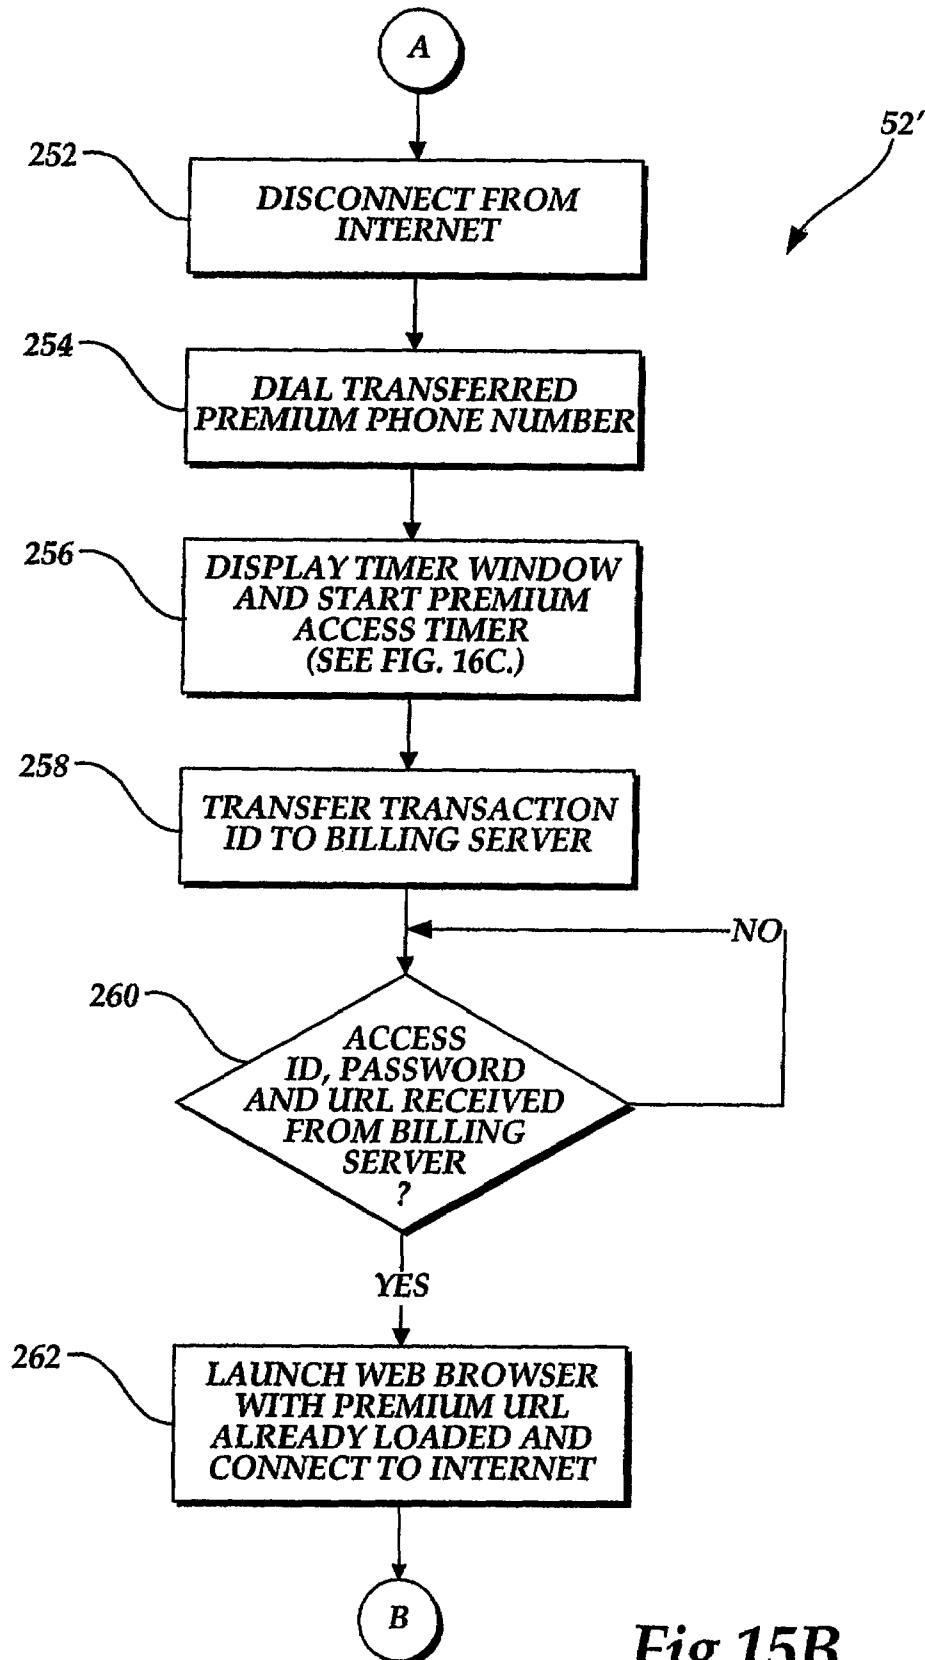 A
52'
252
DISCONNECT FROM
INTERNET
254
DIAL TRANSFERRED
PREMIUM PHONE NUMBER
256
DISPLAY TIMER WINDOW
AND START PREMIUM
ACCESS TIMER
(SEE FIG. 16C.)
258
TRANSFER TRANSACTION
ID TO BILLING SERVER
NO
260
ACCESS
ID, PASSWORD
AND URL RECEIVED
FROM BILLING
SERVER
?
YES
262
LAUNCH WEB BROWSER
WITH PREMIUM URL
ALREADY LOADED AND
CONNECT TO INTERNET
B
Fig.15B